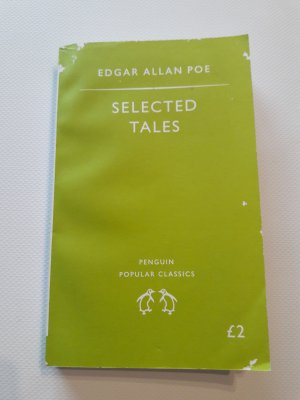 EDGAR ALLAN POE
SELECTED
TALES
PENGUIN
POPULAR CLASSICS
£2